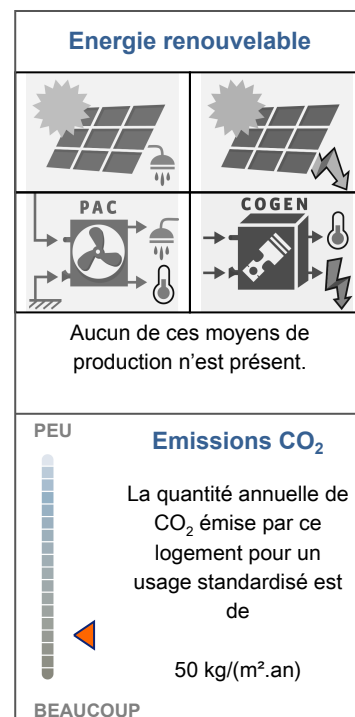 Energie renouvelable
PAC
COGEN
Aucun de ces moyens de
production n'est présent.
PEU
Emissions CO₂
La quantité annuelle de
CO₂ émise par ce
logement pour un
usage standardisé est
de
50 kg/(m².an)
BEAUCOUP